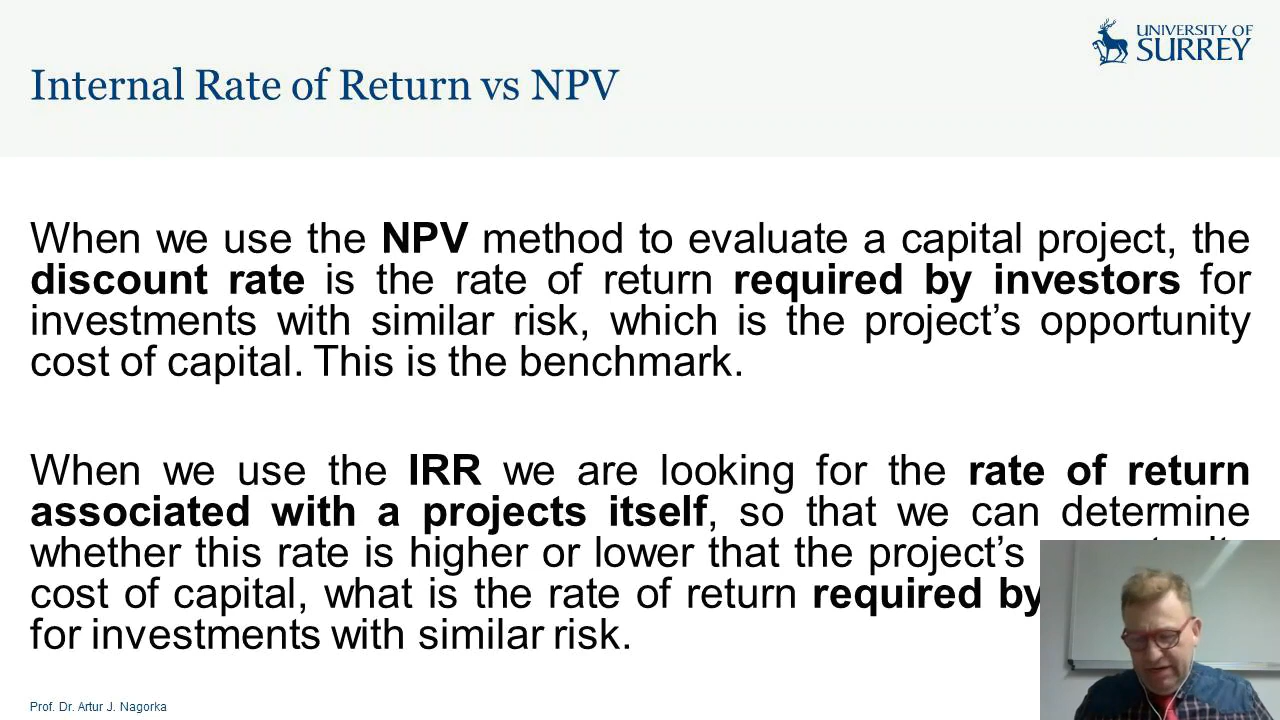 UNIVERSITY OF
SURREY
Internal Rate of Return vs NPV
When we use the NPV method to evaluate a capital project, the
discount rate is the rate of return required by investors for
investments with similar risk, which is the project’s opportunity
cost of capital. This is the benchmark.
When we use the IRR we are looking for the rate of return
associated with a projects itself, so that we can determine
whether this rate is higher or lower that the project’s
cost of capital, what is the rate of return required by
for investments with similar risk.
Prof. Dr. Artur J. Nagorka